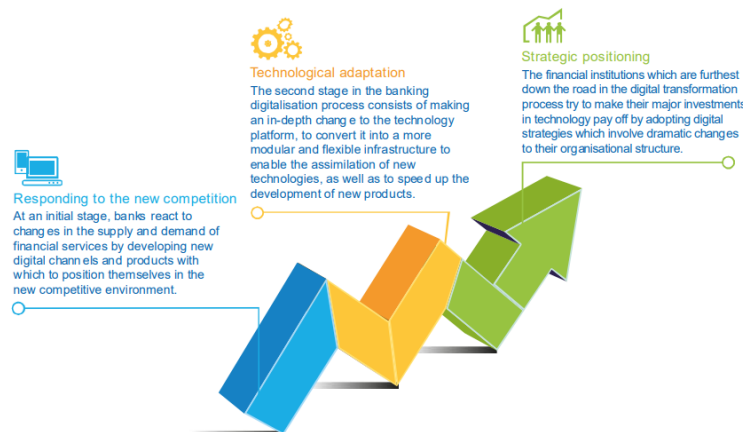 Strategic positioning
The financial institutions which are furthest
down the road in the digital transformation
process try to make their major investments
in technology pay off by adopting digital
strategies which involve dramatic changes
to their organisational structure.
Technological adaptation
The second stage in the banking
digitalisation process consists of making
an in-depth change to the technology
platform, to convert it into a more
modular and flexible infrastructure to
enable the assimilation of new
technologies, as well as to speed up the
development of new products.
Responding to the new competition
At an initial stage, banks react to
changes in the supply and demand of
financial services by developing new
digital channels and products with
which to position themselves in the
new competitive environment.